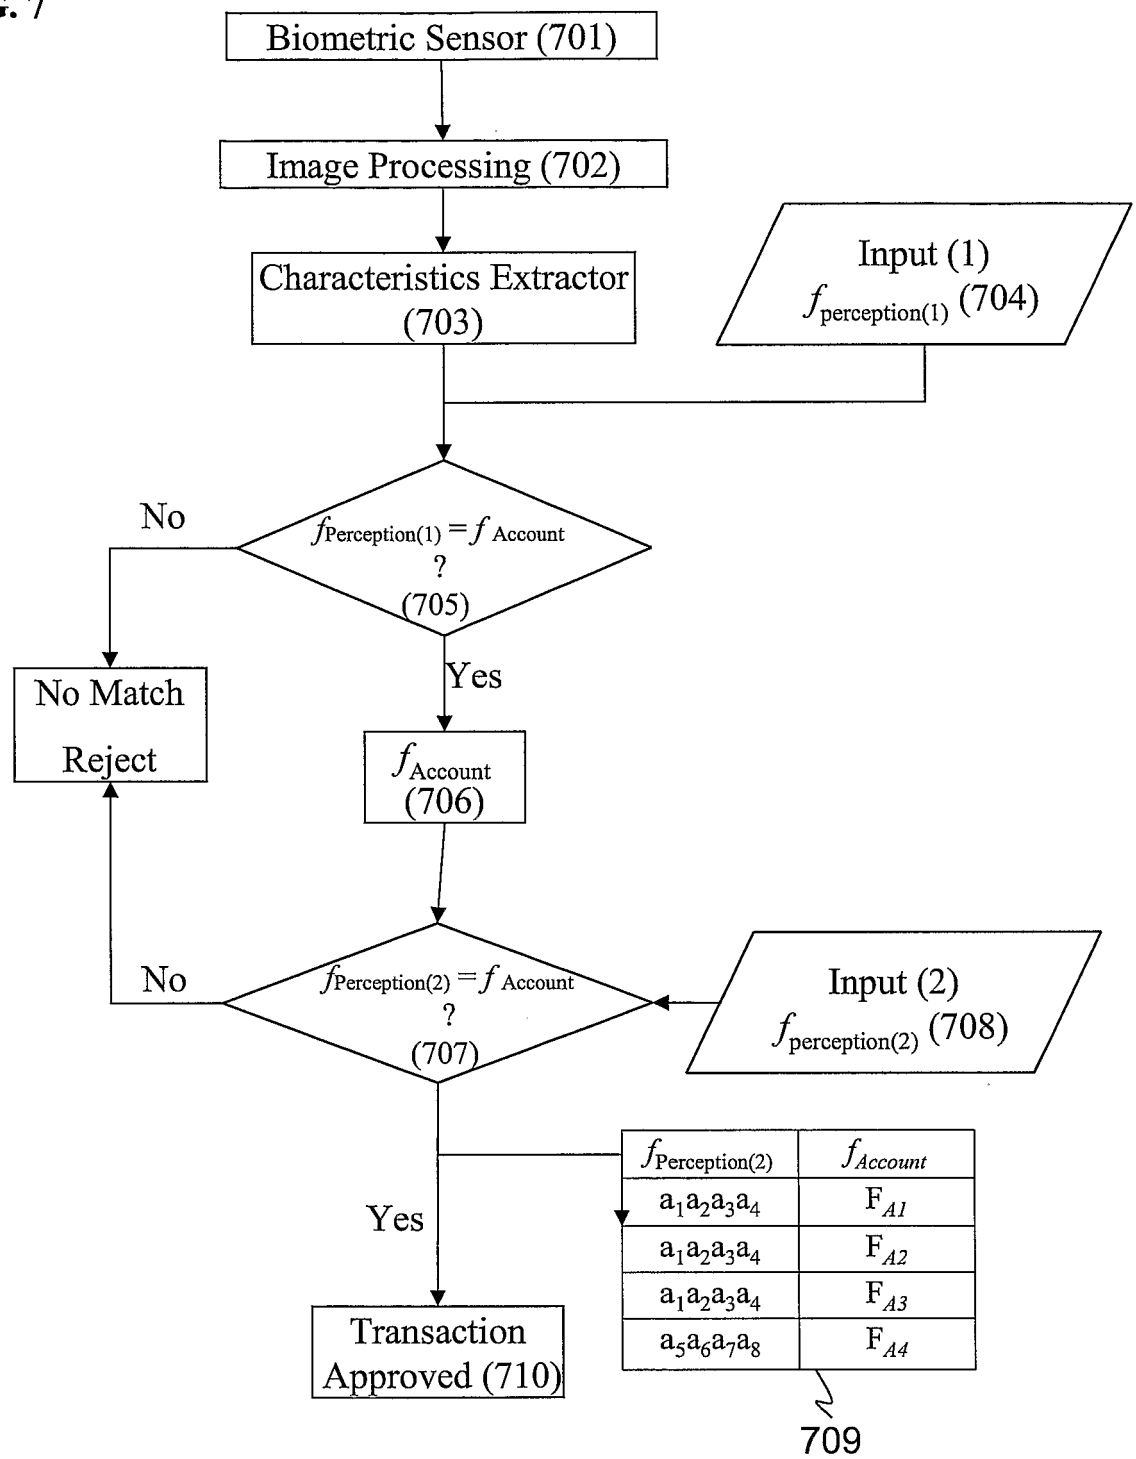 G. 7
Biometric Sensor (701)
Image Processing (702)
Characteristics Extractor
(703)
Input (1)
fperception(1) (704)
No
fPerception(1) = f Account
?
(705)
Yes
No Match
Reject
fAccount
(706)
No
fPerception(2) = f Account
?
(707)
Input (2)
fperception(2) (708)
Yes
fPerception(2) fAccount
a1a2a3a4 FA1
a1a2a3a4 FA2
a1a2a3a4 FA3
a5a6a7a8 FA4
Transaction
Approved (710)
709